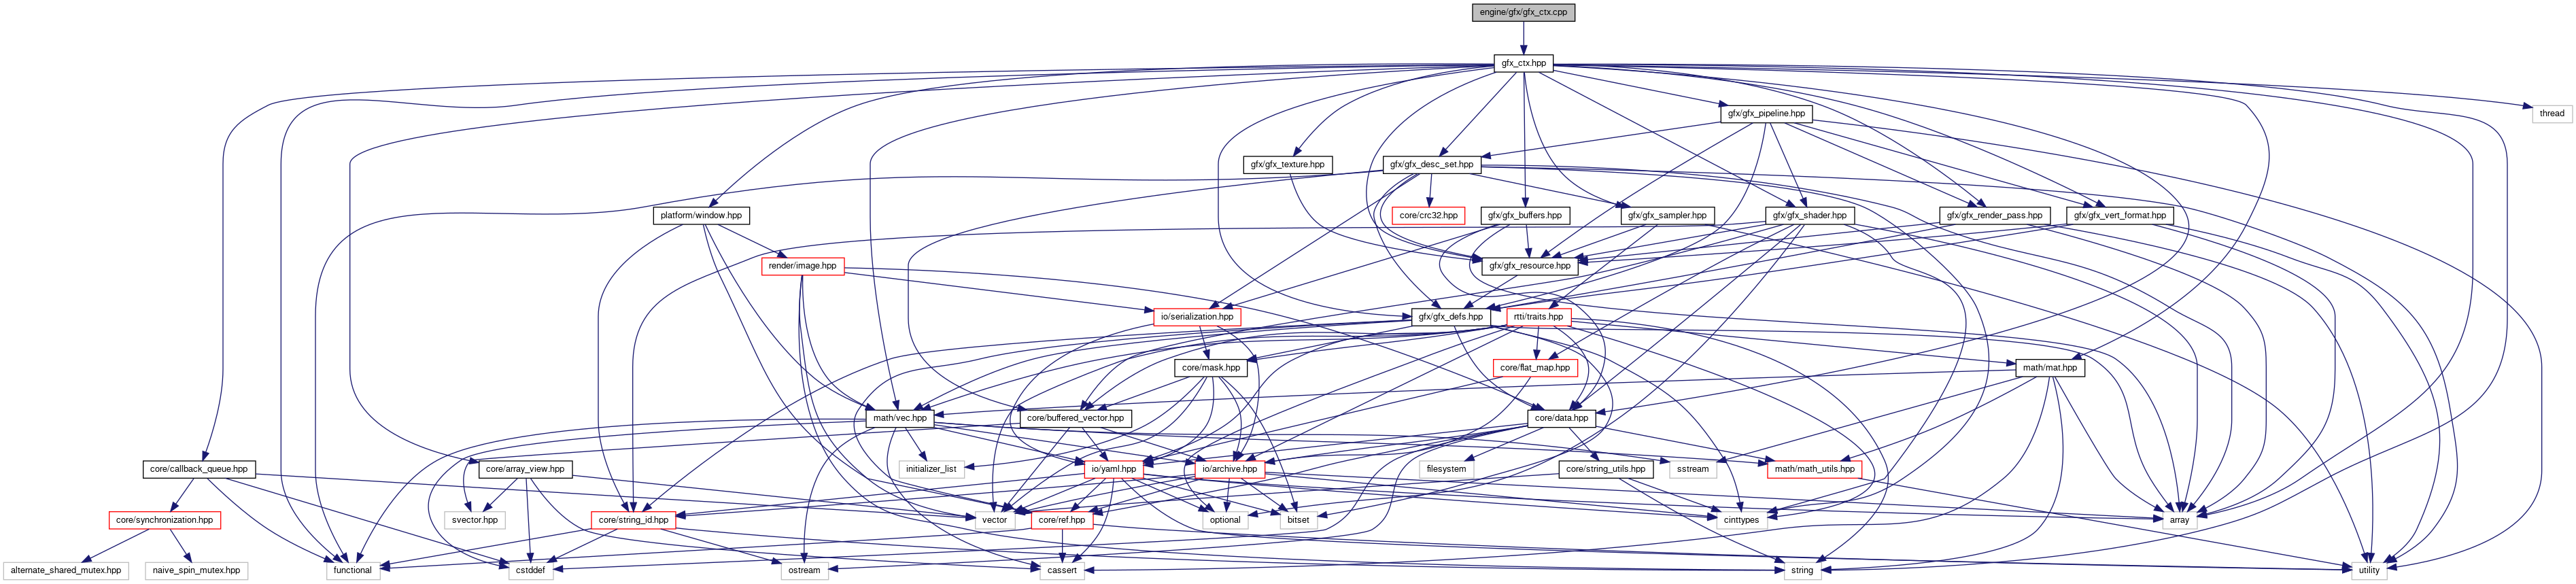 engine/gfx/gfx_ctx.cpp
gfx_ctx.hpp
gfx/gfx_pipeline.hpp
thread
gfx/gfx_texture.hpp
gfx/gfx_desc_set.hpp
platform/window.hpp
core/crc32.hpp
gfx/gfx_buffers.hpp
gfx/gfx_sampler.hpp
gfx/gfx_shader.hpp
gfx/gfx_render_pass.hpp
gfx/gfx_vert_format.hpp
render/image.hpp
gfx/gfx_resource.hpp
io/serialization.hpp
gfx/gfx_defs.hpp
rtti/traits.hpp
core/mask.hpp
core/flat_map.hpp
math/mat.hpp
math/vec.hpp
core/buffered_vector.hpp
core/data.hpp
core/callback_queue.hpp
core/array_view.hpp
initializer_list
io/yaml.hpp
io/archive.hpp
filesystem
core/string_utils.hpp
sstream
math/math_utils.hpp
core/synchronization.hpp
svector.hpp
core/string_id.hpp
vector
core/ref.hpp
optional
bitset
cinttypes
array
alternate_shared_mutex.hpp
naive_spin_mutex.hpp
functional
cstddef
ostream
cassert
string
utility